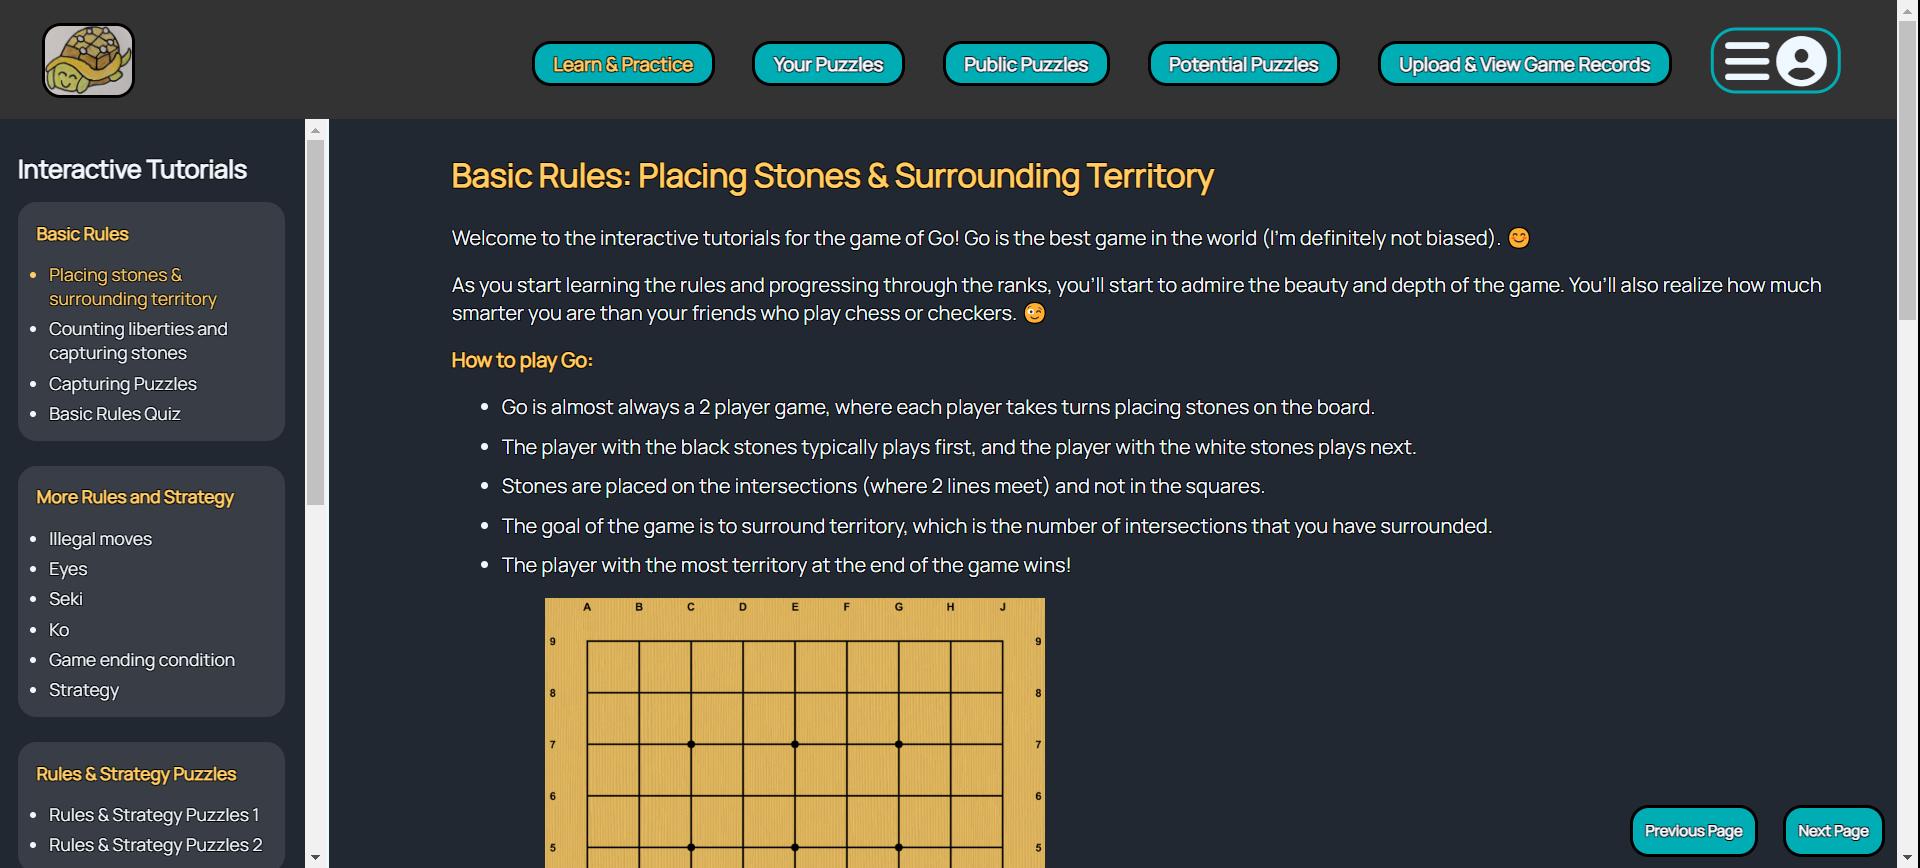 Learn & Practice
Your Puzzles
Public Puzzles
Potential Puzzles
Upload & View Game Records
Interactive Tutorials
Basic Rules
Placing stones &
surrounding territory
Counting liberties and
capturing stones
Capturing Puzzles
Basic Rules Quiz
More Rules and Strategy
Illegal moves
Eyes
Seki
Ko
Game ending condition
Strategy
Rules & Strategy Puzzles
Rules & Strategy Puzzles 1
Rules & Strategy Puzzles 2
Basic Rules: Placing Stones & Surrounding Territory
Welcome to the interactive tutorials for the game of Go! Go is the best game in the world (I'm definitely not biased). 😊
As you start learning the rules and progressing through the ranks, you'll start to admire the beauty and depth of the game. You'll also realize how much
smarter you are than your friends who play chess or checkers. 😉
How to play Go:
Go is almost always a 2 player game, where each player takes turns placing stones on the board.
The player with the black stones typically plays first, and the player with the white stones plays next.
Stones are placed on the intersections (where 2 lines meet) and not in the squares.
The goal of the game is to surround territory, which is the number of intersections that you have surrounded.
The player with the most territory at the end of the game wins!
A B C D E F G H J
9 9
8 8
7 7
6 6
5 5
Previous Page
Next Page